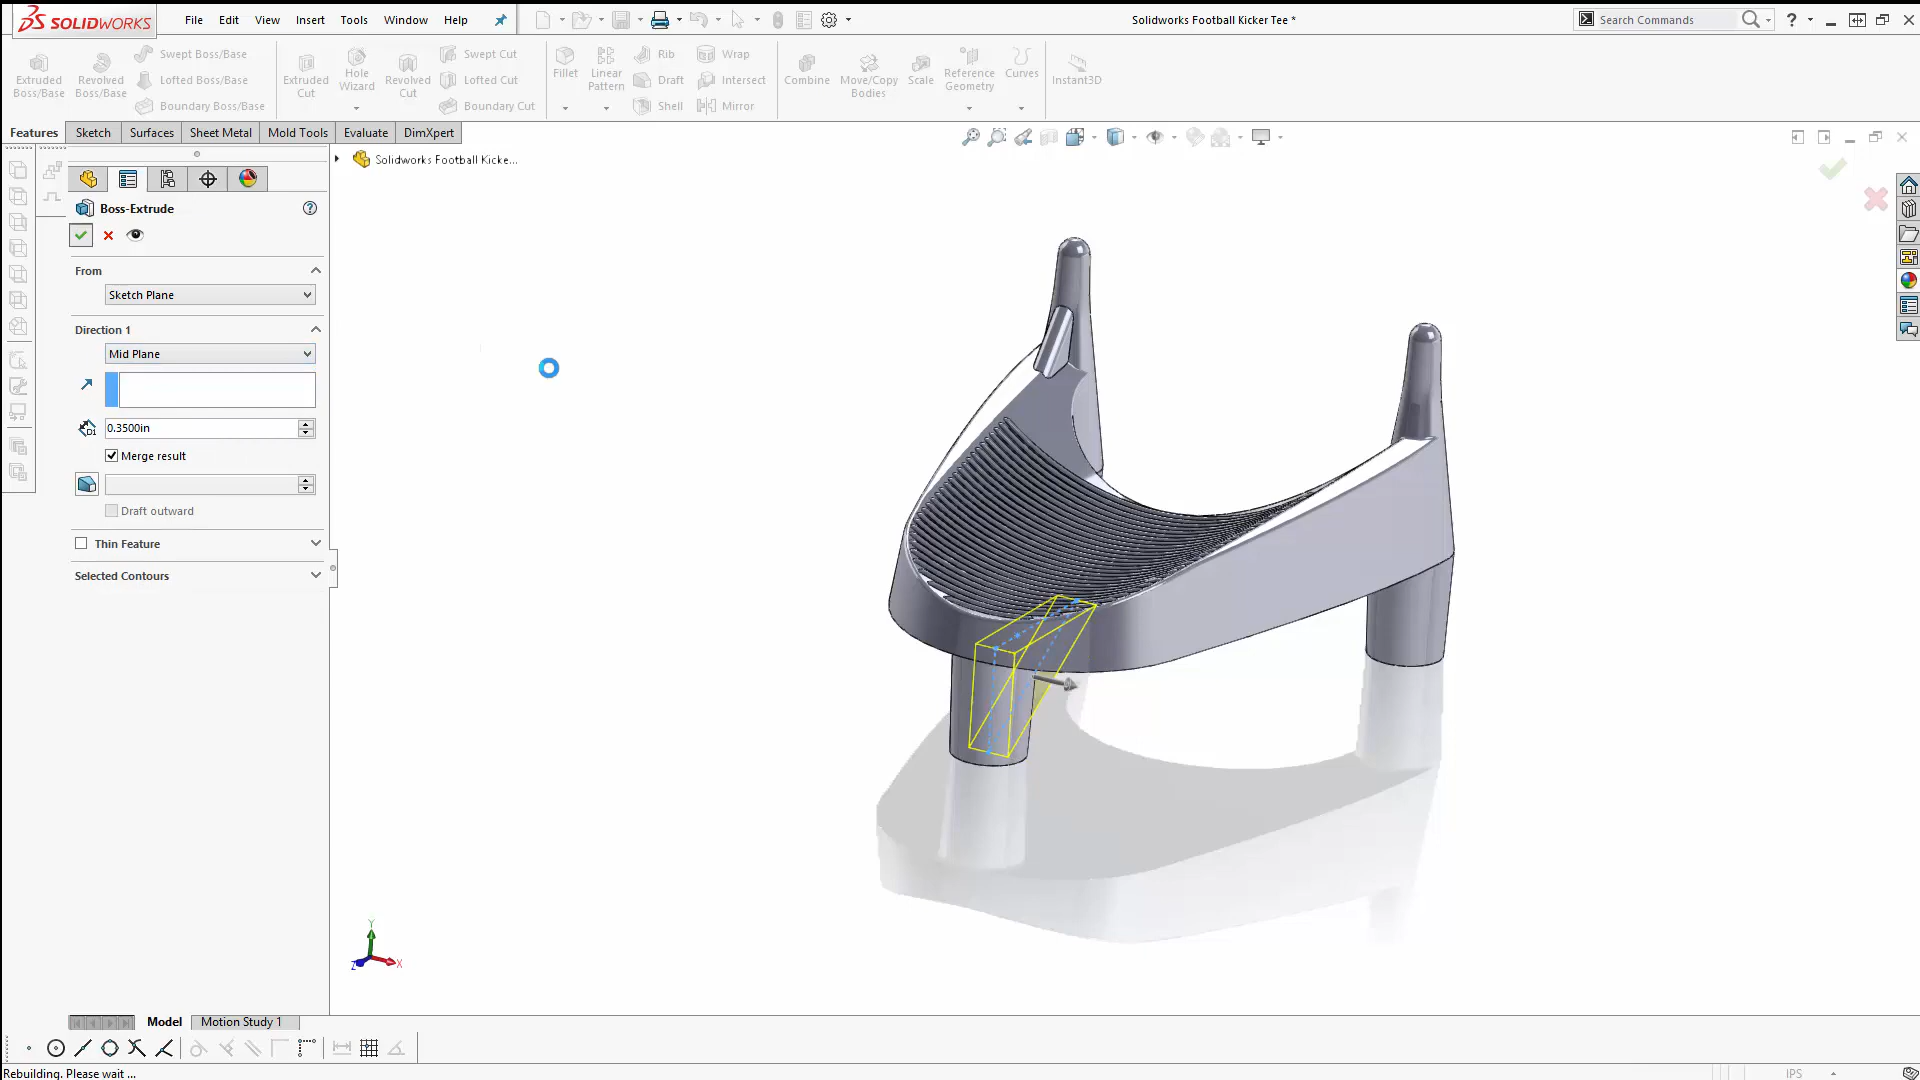 SOLIDWORKS File Edit View Insert Tools Window Help Solidworks Football Kicker Tee * Search Commands ?
Extruded Boss/Base
Revolved Boss/Base
Swept Boss/Base
Lofted Boss/Base
Boundary Boss/Base
Extruded Cut
Hole Wizard
Revolved Cut
Swept Cut
Lofted Cut
Boundary Cut
Fillet
Linear Pattern
Rib
Draft
Shell
Wrap
Intersect
Mirror
Combine
Move/Copy Bodies
Scale
Reference Geometry
Curves
Instant3D
Features Sketch Surfaces Sheet Metal Mold Tools Evaluate DimXpert
Solidworks Football Kicke...
Boss-Extrude
From
Sketch Plane
Direction 1
Mid Plane
D1 0.3500in
Merge result
Draft outward
Thin Feature
Selected Contours
Y
Z X
Model Motion Study 1
Rebuilding. Please wait ... IPS